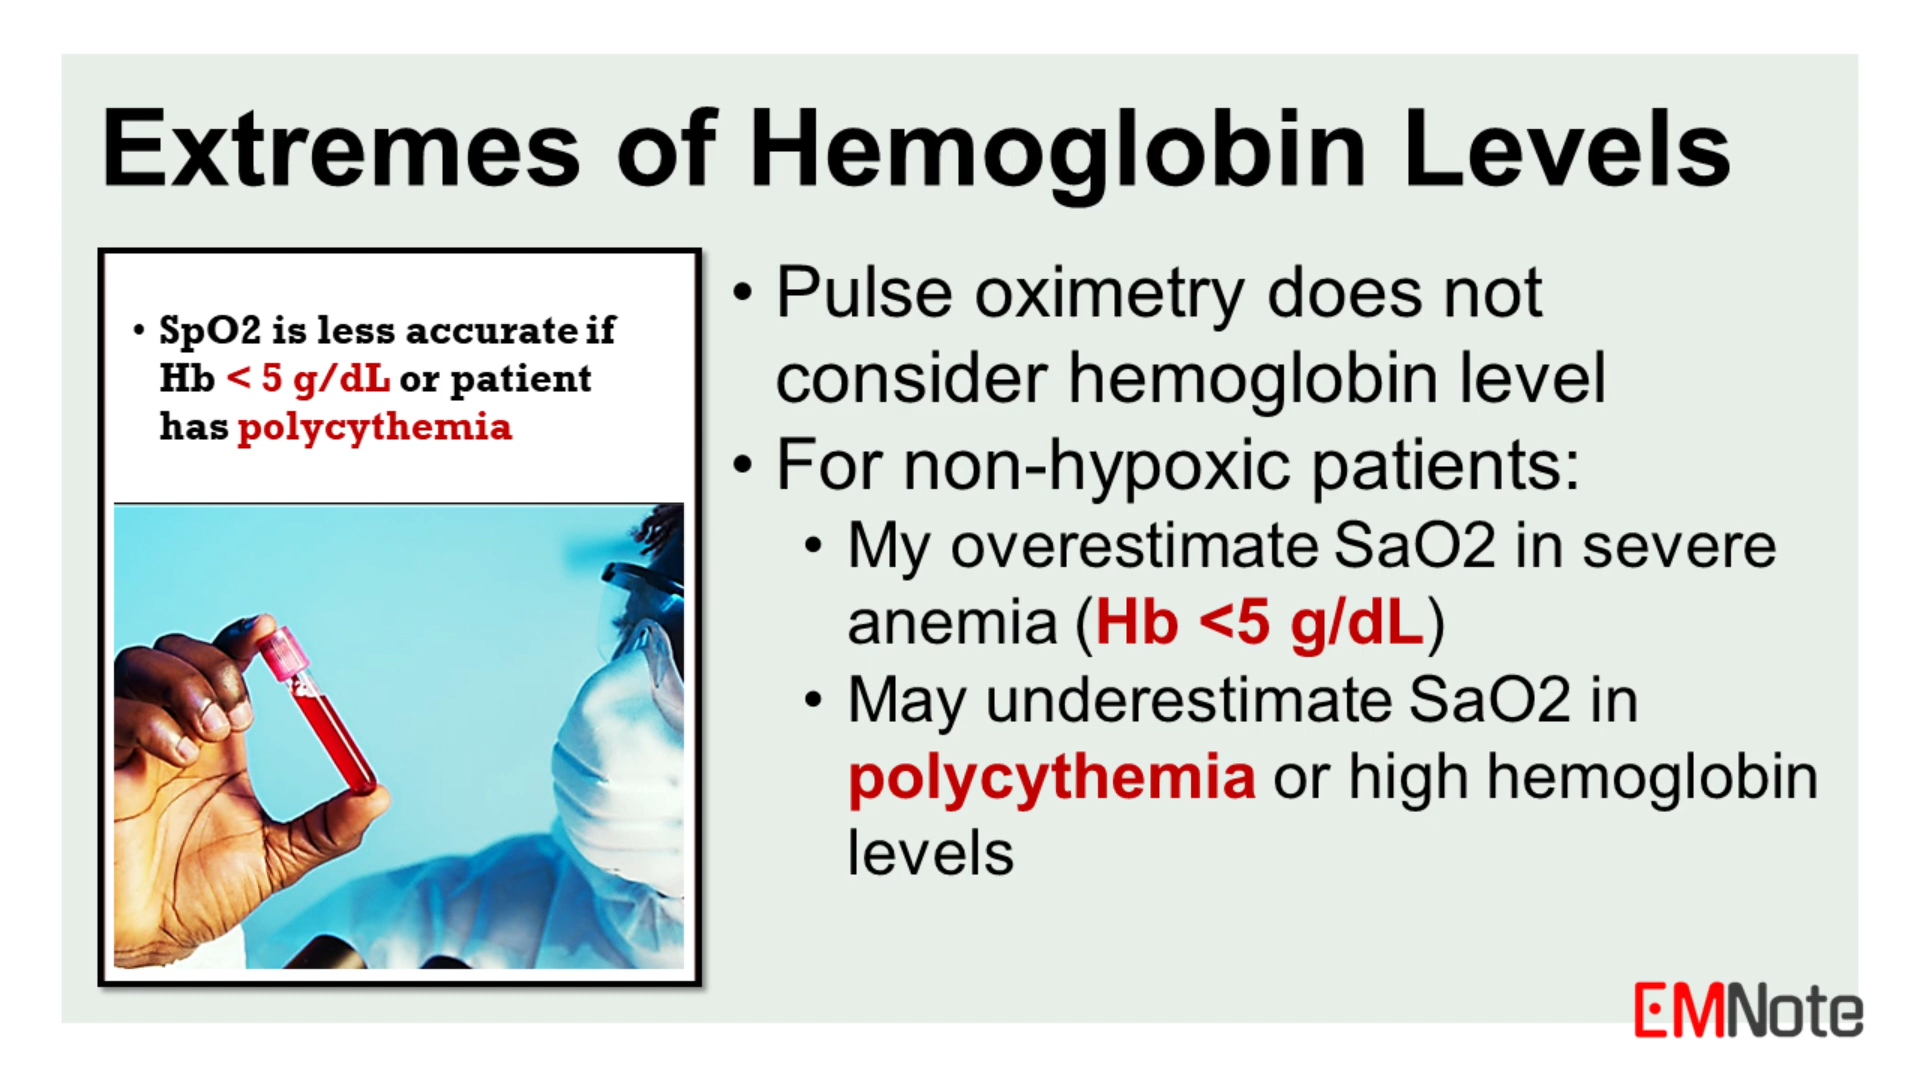 Extremes of Hemoglobin Levels
• SpO2 is less accurate if
Hb < 5 g/dL or patient
has polycythemia
• Pulse oximetry does not
consider hemoglobin level
• For non-hypoxic patients:
• My overestimate SaO2 in severe
anemia (Hb <5 g/dL)
• May underestimate SaO2 in
polycythemia or high hemoglobin
levels
EMNote